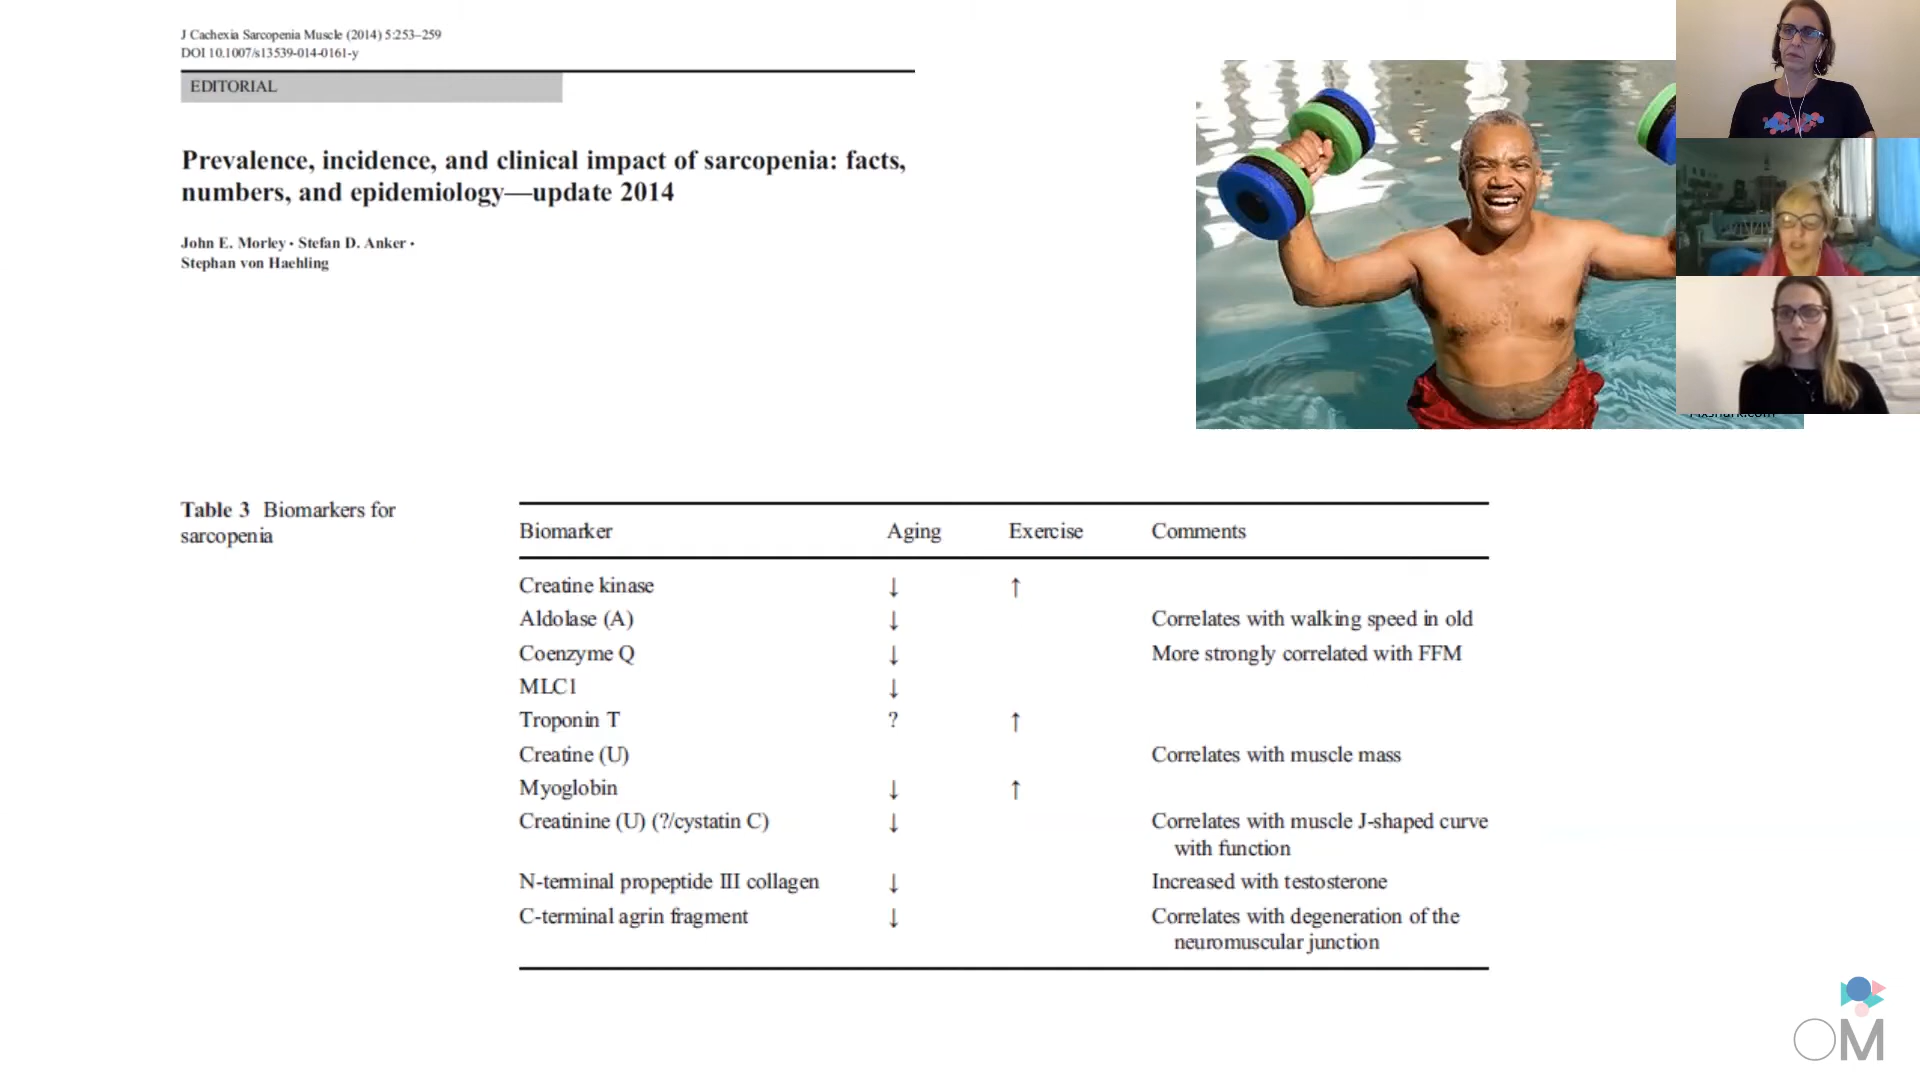 J Cachexia Sarcopenia Muscle (2014) 5:253–259
DOI 10.1007/s13539-014-0161-y
EDITORIAL
Prevalence, incidence, and clinical impact of sarcopenia: facts,
numbers, and epidemiology—update 2014
John E. Morley · Stefan D. Anker ·
Stephan von Haehling
Table 3 Biomarkers for
sarcopenia
Biomarker Aging Exercise Comments
Creatine kinase ↓ ↑
Aldolase (A) ↓ Correlates with walking speed in old
Coenzyme Q ↓ More strongly correlated with FFM
MLC1 ↓
Troponin T ? ↑
Creatine (U) Correlates with muscle mass
Myoglobin ↓ ↑
Creatinine (U) (?/cystatin C) ↓ Correlates with muscle J-shaped curve
with function
N-terminal propeptide III collagen ↓ Increased with testosterone
C-terminal agrin fragment ↓ Correlates with degeneration of the
neuromuscular junction
OM